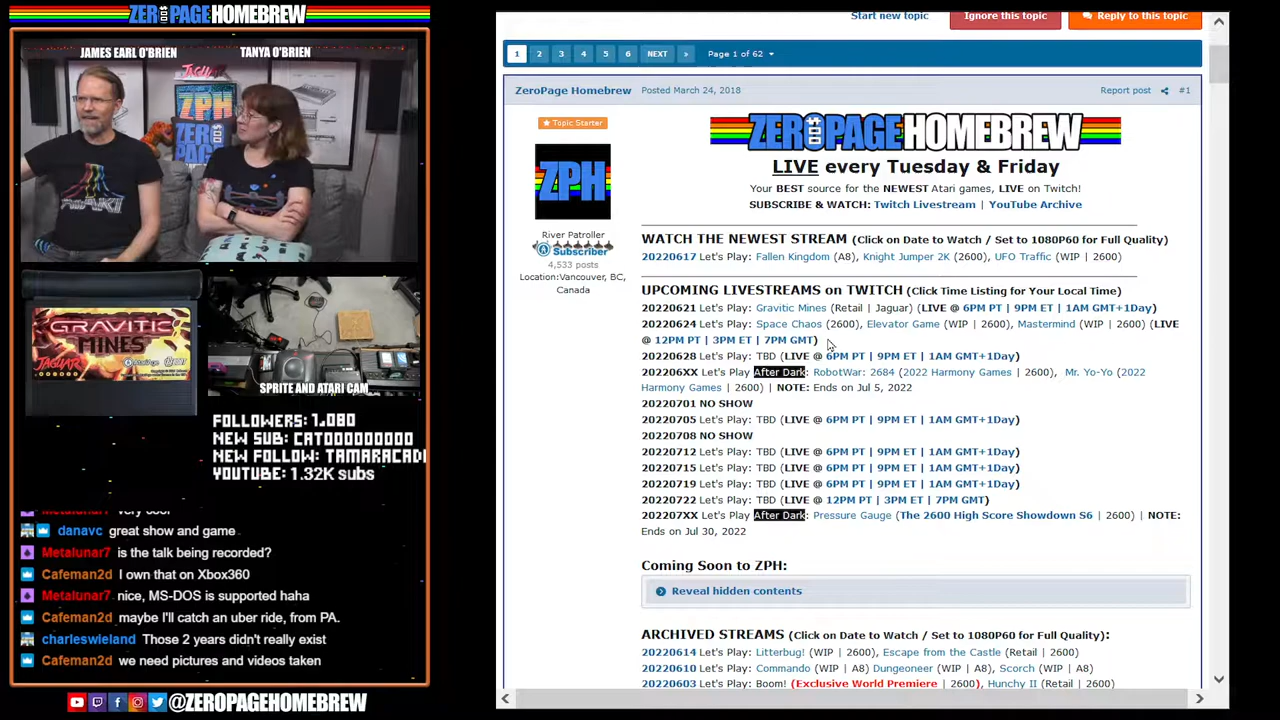 ZEROPAGE HOMEBREW
JAMES EARL O'BRIEN
TANYA O'BRIEN
JAGUAR
ZPH
ZERO
PAGE
ATARI
GRAVITIC
MINES
JAGUAR
SPRITE AND ATARI CAM
FOLLOWERS: 1,080
NEW SUB: CATO000000000
NEW FOLLOW: TAMARACADI
YOUTUBE: 1.32K subs
Metalunar7 very cool
danavc great show and game
Metalunar7 is the talk being recorded?
Cafeman2d I own that on Xbox360
Metalunar7 nice, MS-DOS is supported haha
Cafeman2d maybe I'll catch an uber ride, from PA.
charleswieland Those 2 years didn't really exist
Cafeman2d we need pictures and videos taken
@ZEROPAGEHOMEBREW
Start new topic
Ignore this topic
Reply to this topic
1 2 3 4 5 6 NEXT » Page 1 of 62
ZeroPage Homebrew Posted March 24, 2018
Report post #1
Topic Starter
ZPH
River Patroller
Subscriber
4,533 posts
Location:Vancouver, BC,
Canada
ZEROPAGE HOMEBREW
LIVE every Tuesday & Friday
Your BEST source for the NEWEST Atari games, LIVE on Twitch!
SUBSCRIBE & WATCH: Twitch Livestream | YouTube Archive
WATCH THE NEWEST STREAM (Click on Date to Watch / Set to 1080P60 for Full Quality)
20220617 Let's Play: Fallen Kingdom (A8), Knight Jumper 2K (2600), UFO Traffic (WIP | 2600)
UPCOMING LIVESTREAMS on TWITCH (Click Time Listing for Your Local Time)
20220621 Let's Play: Gravitic Mines (Retail | Jaguar) (LIVE @ 6PM PT | 9PM ET | 1AM GMT+1Day)
20220624 Let's Play: Space Chaos (2600), Elevator Game (WIP | 2600), Mastermind (WIP | 2600) (LIVE
@ 12PM PT | 3PM ET | 7PM GMT)
20220628 Let's Play: TBD (LIVE @ 6PM PT | 9PM ET | 1AM GMT+1Day)
202206XX Let's Play After Dark: RobotWar: 2684 (2022 Harmony Games | 2600), Mr. Yo-Yo (2022
Harmony Games | 2600) | NOTE: Ends on Jul 5, 2022
20220701 NO SHOW
20220705 Let's Play: TBD (LIVE @ 6PM PT | 9PM ET | 1AM GMT+1Day)
20220708 NO SHOW
20220712 Let's Play: TBD (LIVE @ 6PM PT | 9PM ET | 1AM GMT+1Day)
20220715 Let's Play: TBD (LIVE @ 6PM PT | 9PM ET | 1AM GMT+1Day)
20220719 Let's Play: TBD (LIVE @ 6PM PT | 9PM ET | 1AM GMT+1Day)
20220722 Let's Play: TBD (LIVE @ 12PM PT | 3PM ET | 7PM GMT)
202207XX Let's Play After Dark: Pressure Gauge (The 2600 High Score Showdown S6 | 2600) | NOTE:
Ends on Jul 30, 2022
Coming Soon to ZPH:
Reveal hidden contents
ARCHIVED STREAMS (Click on Date to Watch / Set to 1080P60 for Full Quality):
20220614 Let's Play: Litterbug! (WIP | 2600), Escape from the Castle (Retail | 2600)
20220610 Let's Play: Commando (WIP | A8) Dungeoneer (WIP | A8), Scorch (WIP | A8)
20220603 Let's Play: Boom! (Exclusive World Premiere | 2600), Hunchy II (Retail | 2600)